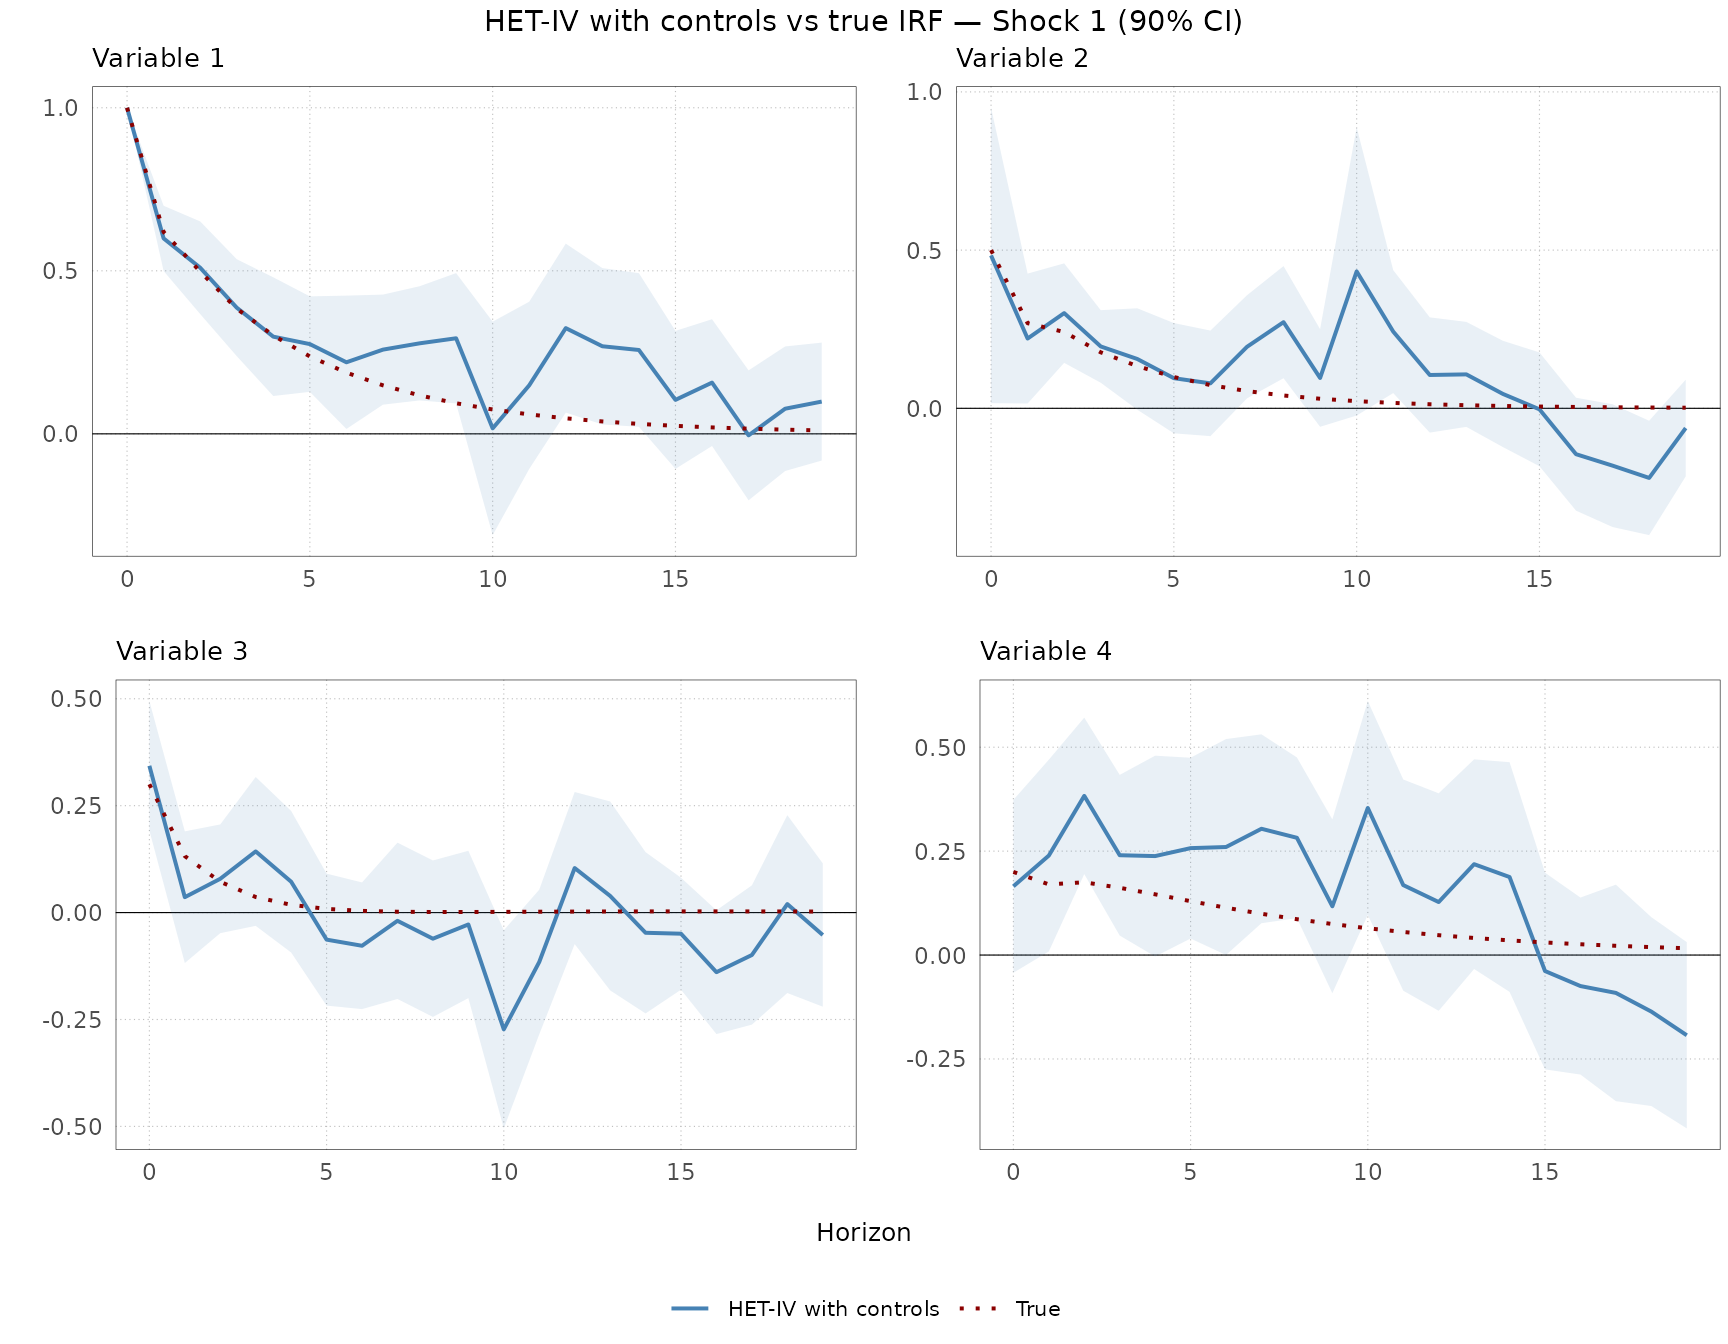 HET-IV with controls vs true IRF — Shock 1 (90% CI)
Variable 1
1.0
0.5
0.0
0 5 10 15
Variable 2
1.0
0.5
0.0
0 5 10 15
Variable 3
0.50
0.25
0.00
-0.25
-0.50
0 5 10 15
Variable 4
0.50
0.25
0.00
-0.25
0 5 10 15
Horizon
HET-IV with controls True